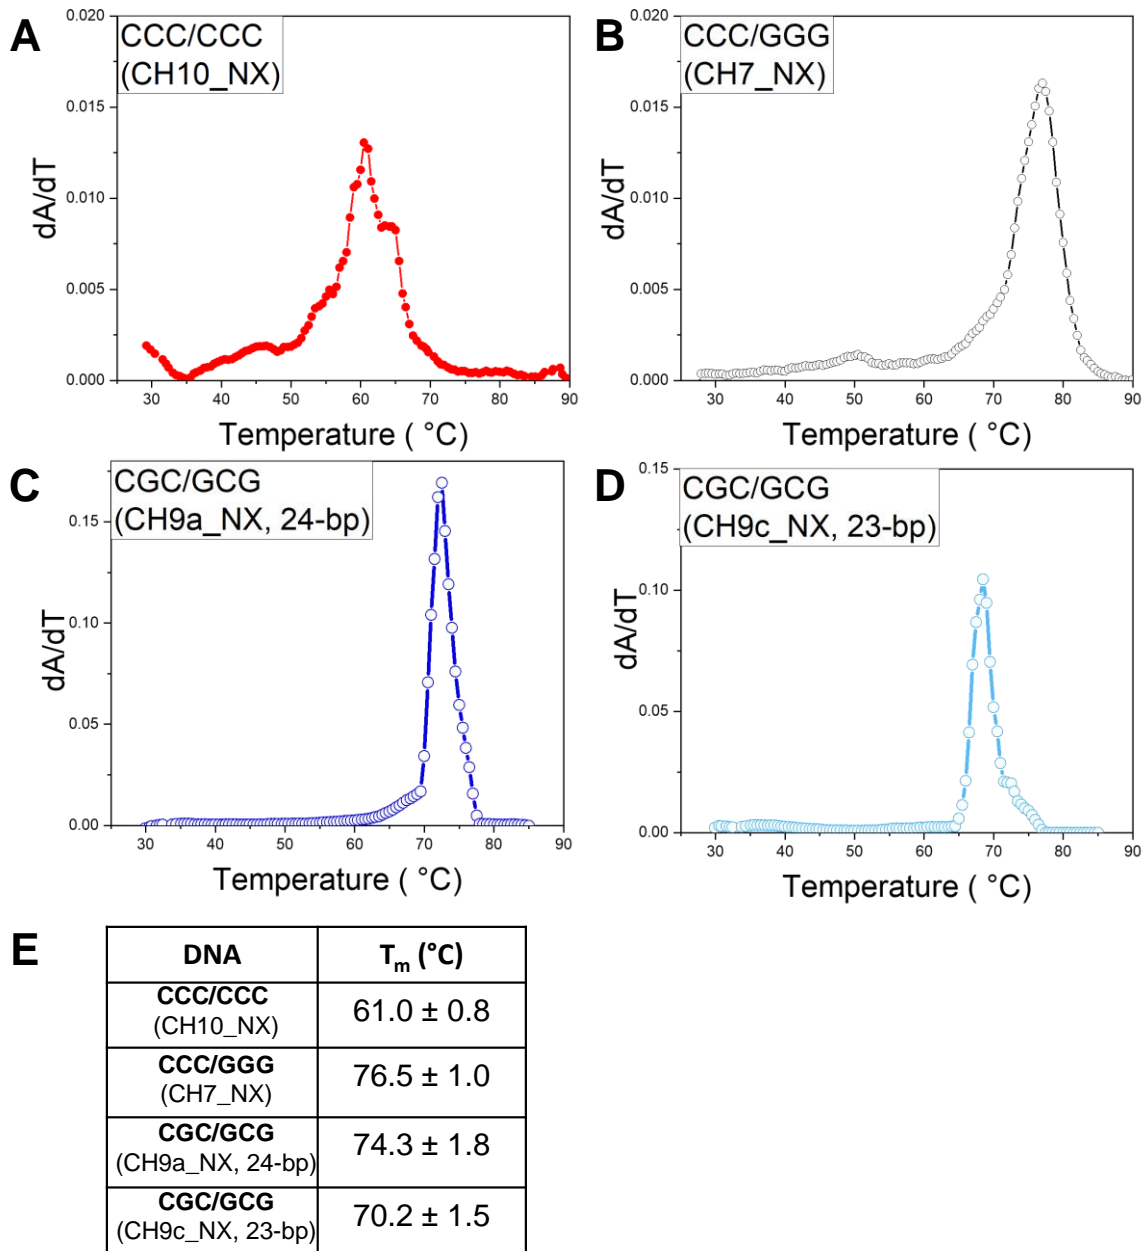 A
CCC/CCC
(CH10_NX)
0.020
0.015
0.010
0.005
0.000
dA/dT
30 40 50 60 70 80 90
Temperature ( °C)
B
CCC/GGG
(CH7_NX)
0.020
0.015
0.010
0.005
0.000
dA/dT
30 40 50 60 70 80 90
Temperature ( °C)
C
CGC/GCG
(CH9a_NX, 24-bp)
0.15
0.10
0.05
0.00
dA/dT
30 40 50 60 70 80 90
Temperature ( °C)
D
CGC/GCG
(CH9c_NX, 23-bp)
0.15
0.10
0.05
0.00
dA/dT
30 40 50 60 70 80 90
Temperature ( °C)
E
DNA Tm (°C)
CCC/CCC
(CH10_NX) 61.0 ± 0.8
CCC/GGG
(CH7_NX) 76.5 ± 1.0
CGC/GCG
(CH9a_NX, 24-bp) 74.3 ± 1.8
CGC/GCG
(CH9c_NX, 23-bp) 70.2 ± 1.5